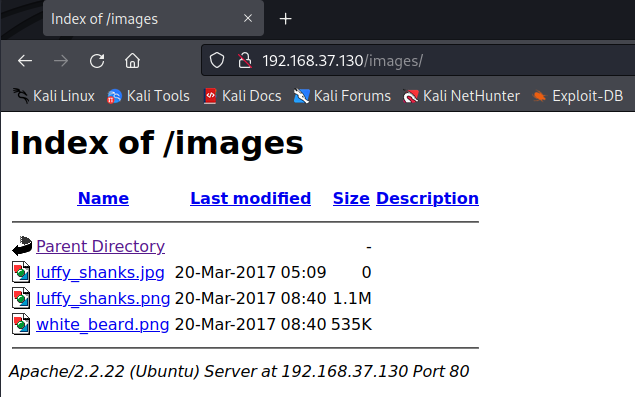 Index of /images
192.168.37.130/images/
Kali Linux Kali Tools Kali Docs Kali Forums Kali NetHunter Exploit-DB
Index of /images
Name Last modified Size Description
Parent Directory -
luffy_shanks.jpg 20-Mar-2017 05:09 0
luffy_shanks.png 20-Mar-2017 08:40 1.1M
white_beard.png 20-Mar-2017 08:40 535K
Apache/2.2.22 (Ubuntu) Server at 192.168.37.130 Port 80